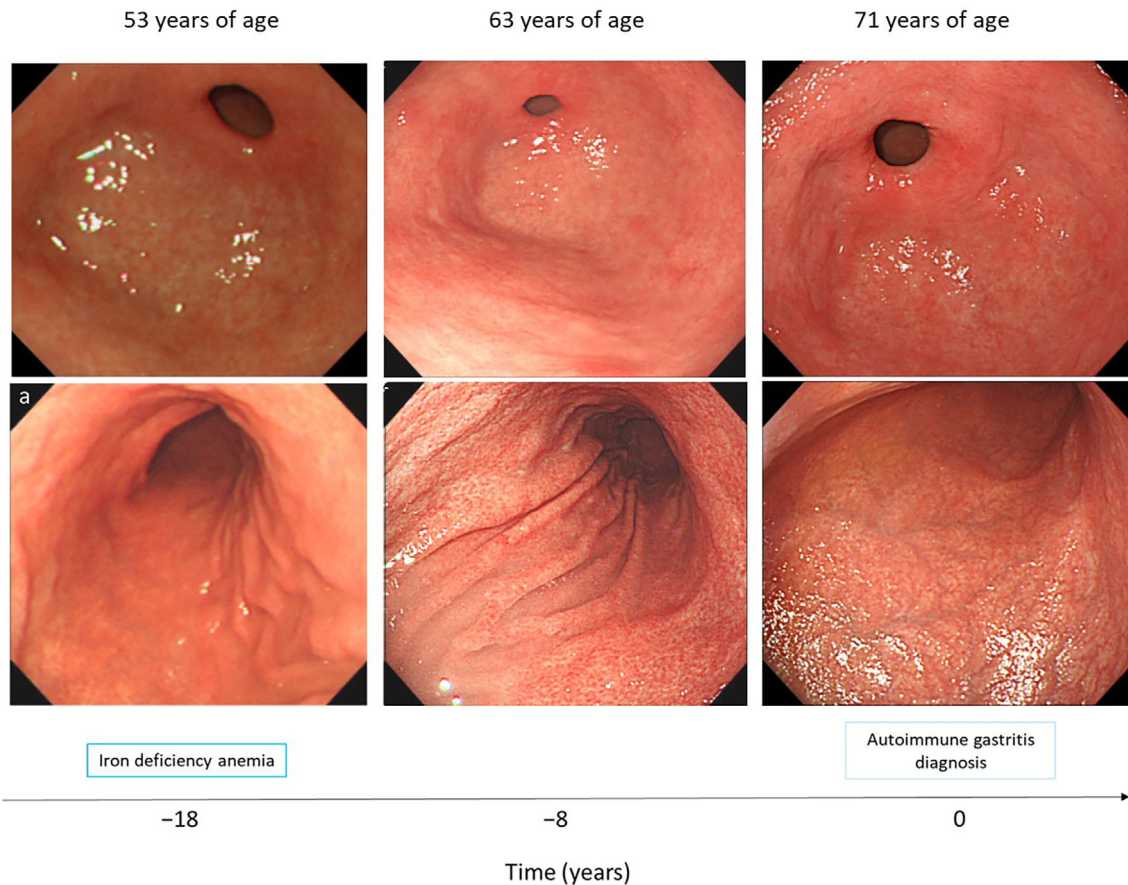 53 years of age
63 years of age
71 years of age
a
Iron deficiency anemia
Autoimmune gastritis
diagnosis
−18
−8
0
Time (years)